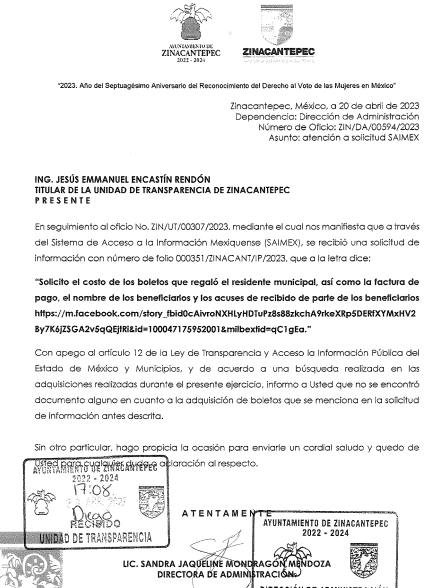 AYUNTAMIENTO DE
ZINACANTEPEC
2022 - 2024
ZINACANTEPEC
"2023. Año del Septuagésimo Aniversario del Reconocimiento del Derecho al Voto de las Mujeres en México"
Zinacantepec, México, a 20 de abril de 2023
Dependencia: Dirección de Administración
Número de Oficio: ZIN/DA/00594/2023
Asunto: atención a solicitud SAIMEX
ING. JESÚS EMMANUEL ENCASTÍN RENDÓN
TITULAR DE LA UNIDAD DE TRANSPARENCIA DE ZINACANTEPEC
P R E S E N T E
En seguimiento al oficio No. ZIN/UT/00307/2023, mediante el cual nos manifiesta que a través
del Sistema de Acceso a la Información Mexiquense (SAIMEX), se recibió una solicitud de
información con número de folio 000351/ZINACANT/IP/2023, que a la letra dice:
"Solicito el costo de los boletos que regaló el residente municipal, así como la factura
de pago, el nombre de los beneficiarios y los acuses de recibido de parte de los beneficiarios
https://m.facebook.com/story_fbid0cAivroNXHLyHDTuPz8s88zkchA9rkeXRp5DERfXYMxHV2
By7K6jZSGA2v5qQEjfRl&id=100047175952001&mibextid=qC1gEa."
Con apego al artículo 12 de la Ley de Transparencia y Acceso la Información Pública del
Estado de México y Municipios, y de acuerdo a una búsqueda realizada en las
adquisiciones realizadas durante el presente ejercicio, informo a Usted que no se encontró
documento alguno en cuanto a la adquisición de boletos que se menciona en la solicitud
de información antes descrita.
Sin otro particular, hago propicia la ocasión para enviarle un cordial saludo y quedo de
Usted para cualquier duda o aclaración al respecto.
AYUNTAMIENTO DE ZINACANTEPEC
2022 - 2024
17:08
Diego
RECIBIDO
UNIDAD DE TRANSPARENCIA
A T E N T A M E N T E
AYUNTAMIENTO DE ZINACANTEPEC
2022 - 2024
LIC. SANDRA JAQUELINE MONDRAGÓN MENDOZA
DIRECTORA DE ADMINISTRACIÓN